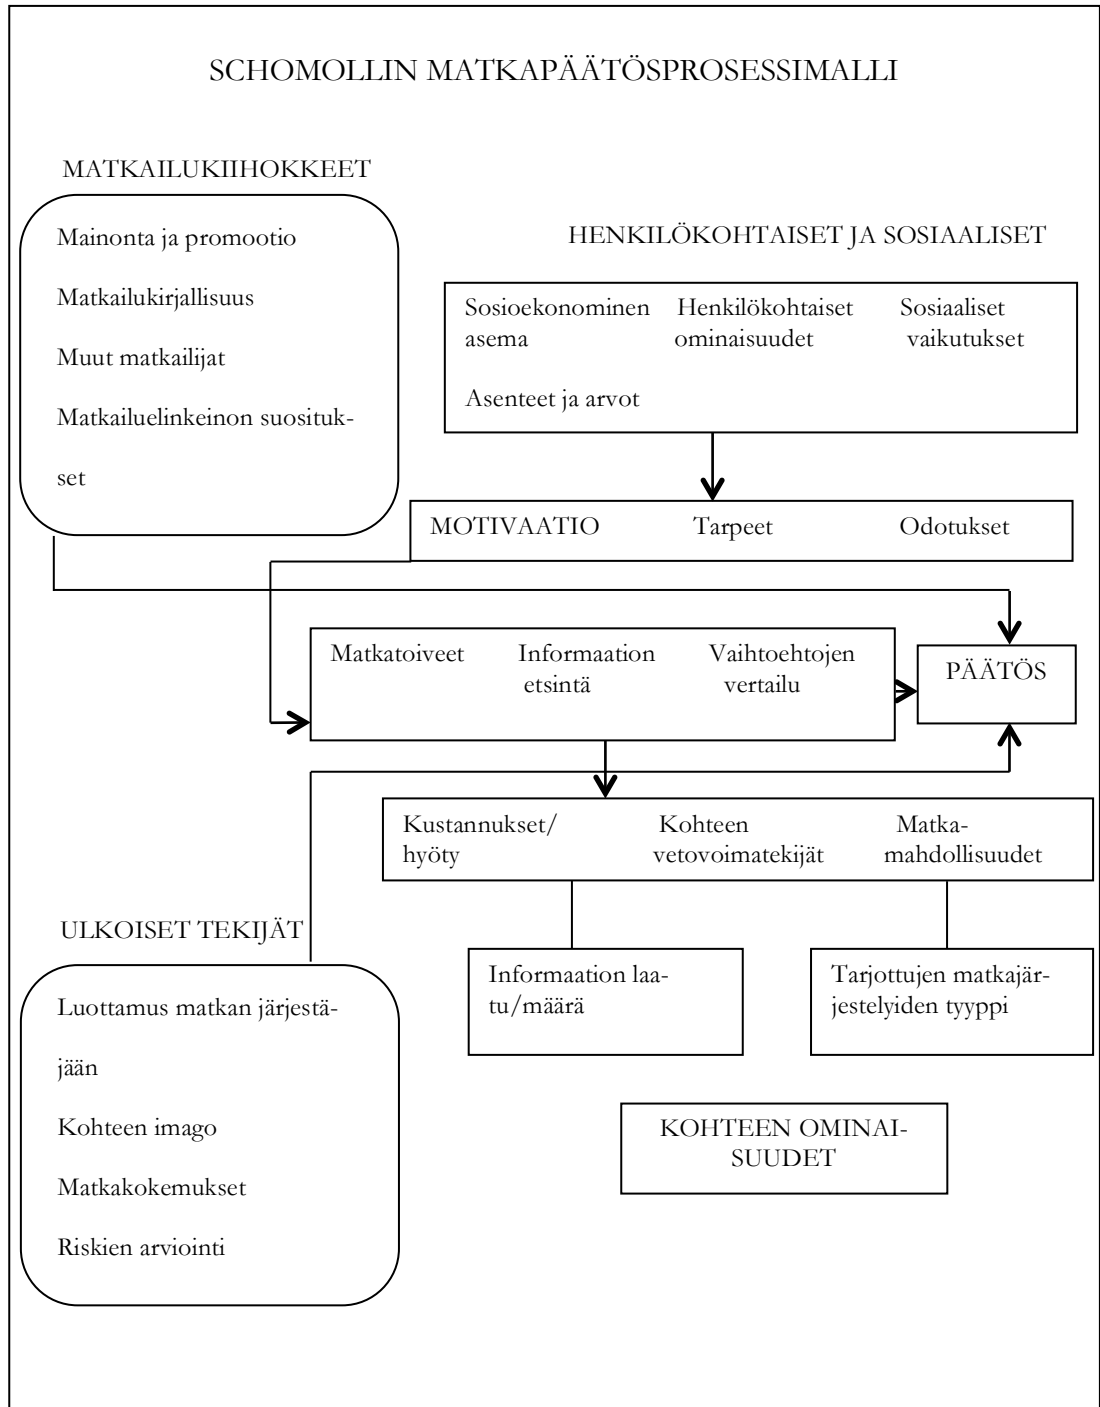 SCHOMOLLIN MATKAPÄÄTÖSPROSESSIMALLI
MATKAILUKIIHOKKEET
Mainonta ja promootio
Matkailukirjallisuus
Muut matkailijat
Matkailuelinkeinon suosituk-
set
HENKILÖKOHTAISET JA SOSIAALISET
Sosioekonominen Henkilökohtaiset Sosiaaliset
asema ominaisuudet vaikutukset
Asenteet ja arvot
MOTIVAATIO Tarpeet Odotukset
Matkatoiveet Informaation Vaihtoehtojen
etsintä vertailu
PÄÄTÖS
Kustannukset/ Kohteen Matka-
hyöty vetovoimatekijät mahdollisuudet
ULKOISET TEKIJÄT
Luottamus matkan järjestä-
jään
Kohteen imago
Matkakokemukset
Riskien arviointi
Informaation laa-
tu/määrä
Tarjottujen matkajär-
jestelyiden tyyppi
KOHTEEN OMINAI-
SUUDET